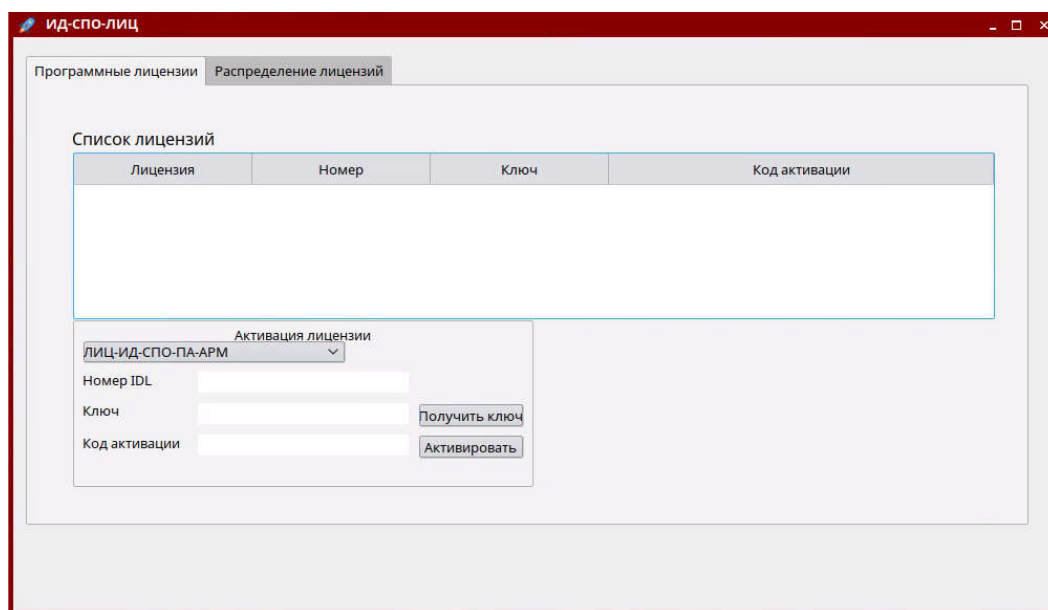 ИД-СПО-ЛИЦ
Программные лицензии Распределение лицензий
Список лицензий
Лицензия Номер Ключ Код активации
Активация лицензии
ЛИЦ-ИД-СПО-ПА-АРМ
Номер IDL
Ключ Получить ключ
Код активации Активировать